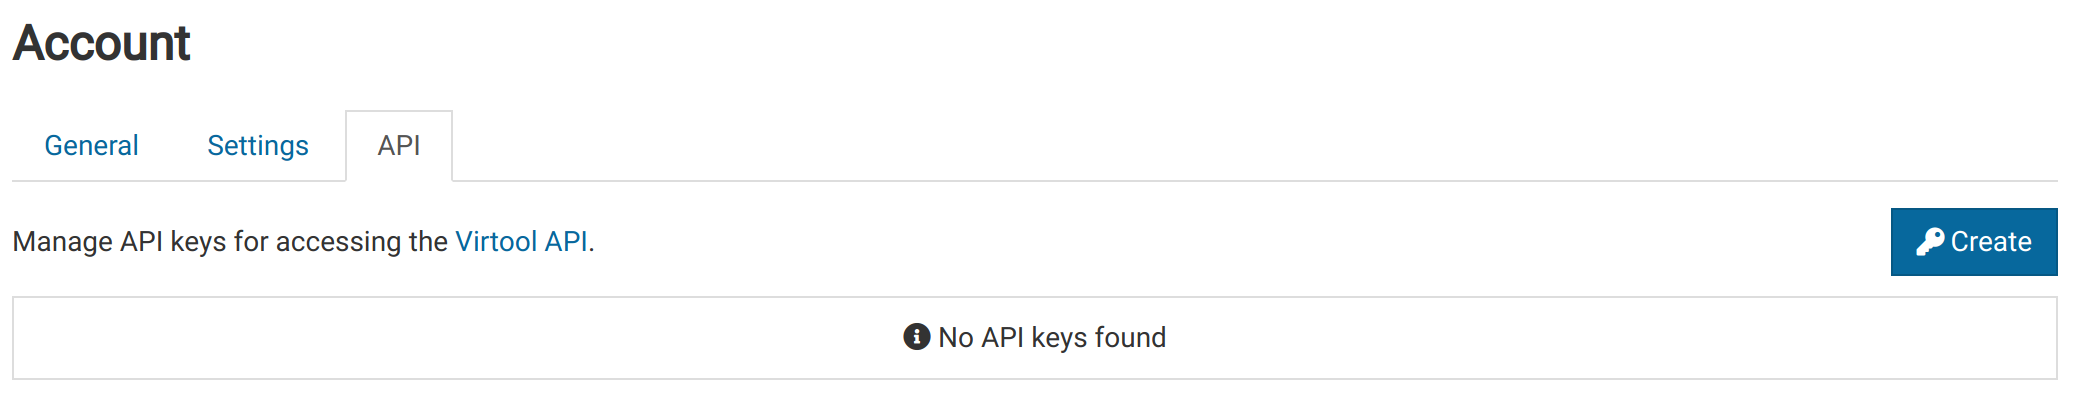 Account
General Settings API
Manage API keys for accessing the Virtool API.
Create
No API keys found